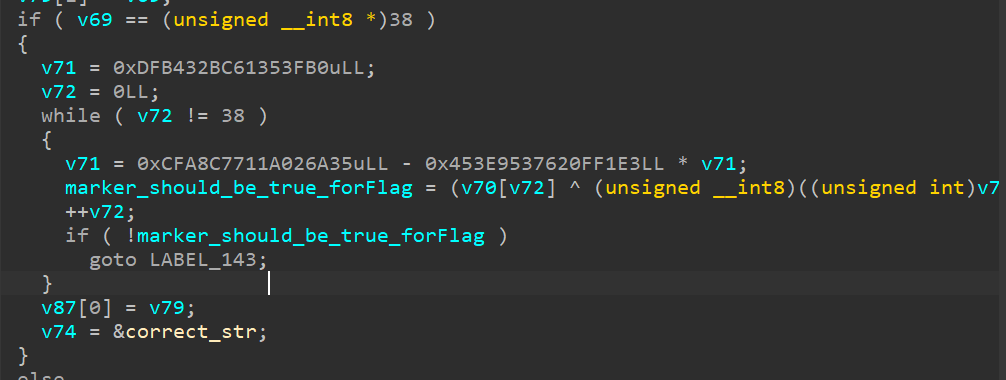 if ( v69 == (unsigned __int8 *)38 )
{
v71 = 0xDFB432BC61353FB0uLL;
v72 = 0LL;
while ( v72 != 38 )
{
v71 = 0xCFA8C7711A026A35uLL - 0x453E9537620FF1E3LL * v71;
marker_should_be_true_forFlag = (v70[v72] ^ (unsigned __int8)((unsigned int)v7
++v72;
if ( !marker_should_be_true_forFlag )
goto LABEL_143;
}
v87[0] = v79;
v74 = &correct_str;
}
else